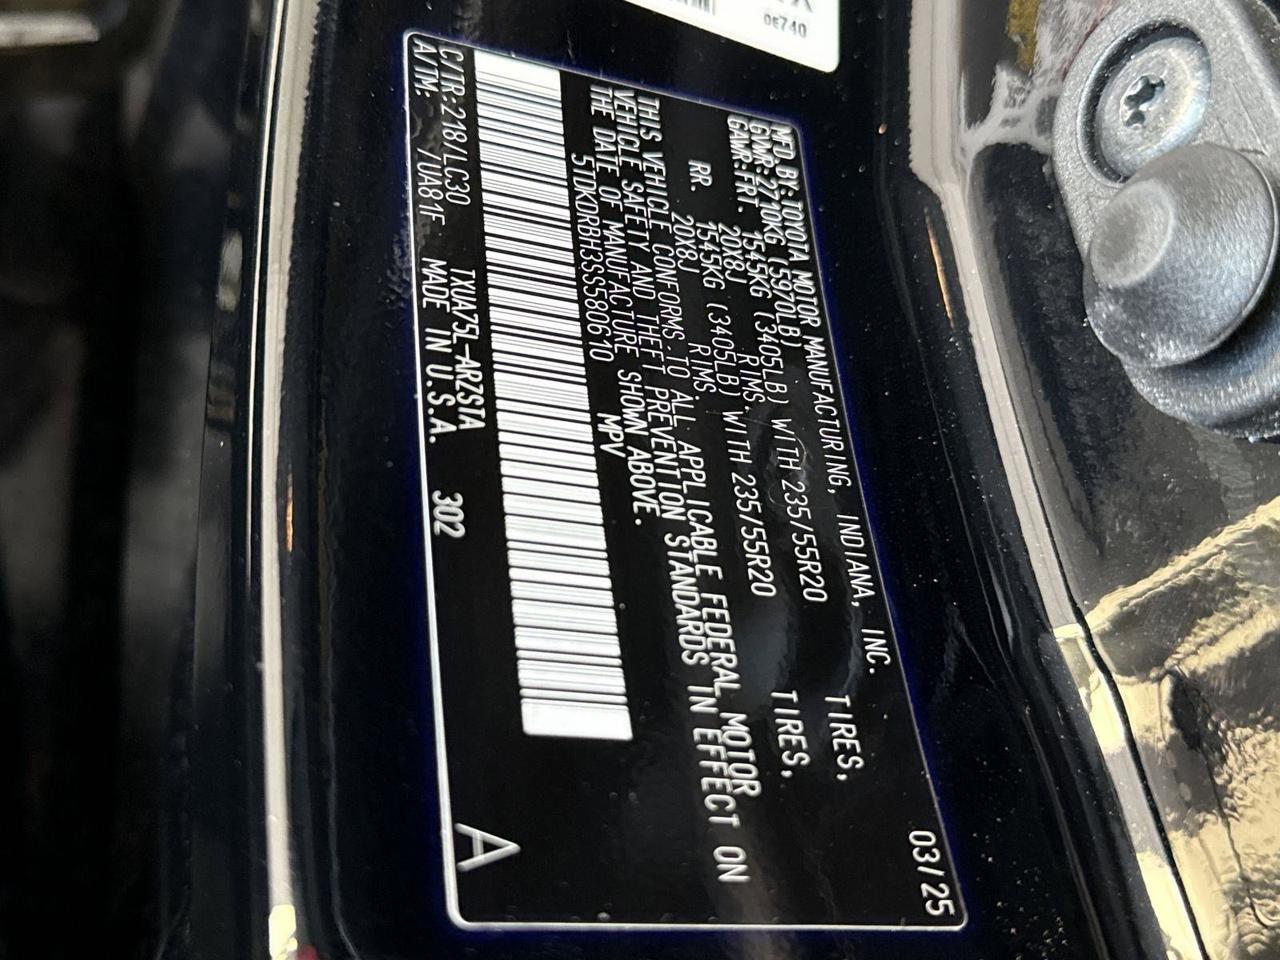 0E740
MFD. BY: TOYOTA MOTOR MANUFACTURING, INDIANA, INC. 03/25
GVWR: 2710KG (5970LB)
GAWR: FRT. 1545KG (3405LB) WITH 235/55R20 TIRES,
20X8J RIMS,
RR. 1545KG (3405LB) WITH 235/55R20 TIRES,
20X8J RIMS.
THIS VEHICLE CONFORMS TO ALL APPLICABLE FEDERAL MOTOR
VEHICLE SAFETY AND THEFT PREVENTION STANDARDS IN EFFECT ON
THE DATE OF MANUFACTURE SHOWN ABOVE.
5TDKDRBH3SS580610 MPV
C/TR:218/LC30 TXUA75L-ARZSTA
A/TM: /UA81F MADE IN U.S.A. 302
A